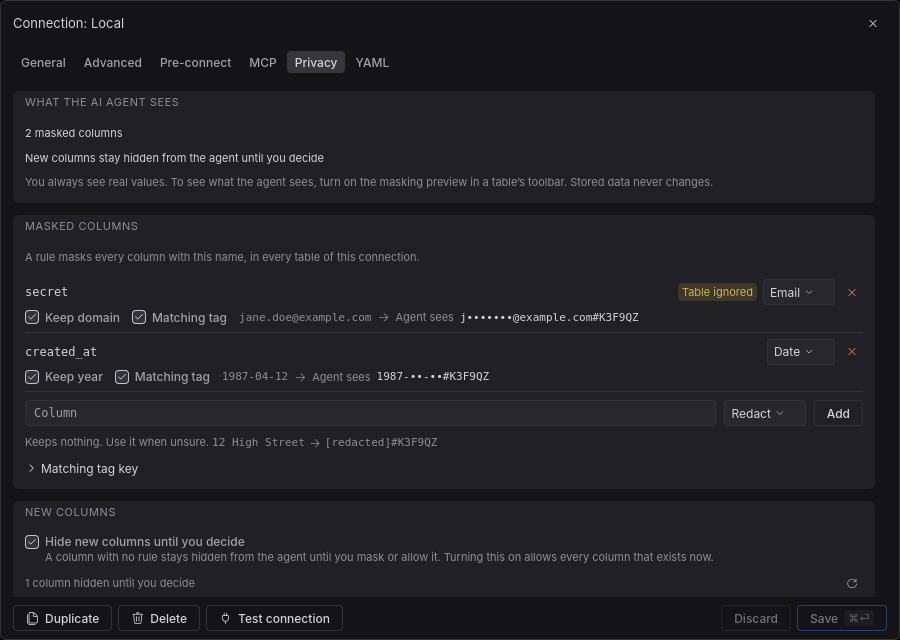 Connection: Local
General Advanced Pre-connect MCP Privacy YAML
WHAT THE AI AGENT SEES
2 masked columns
New columns stay hidden from the agent until you decide
You always see real values. To see what the agent sees, turn on the masking preview in a table's toolbar. Stored data never changes.
MASKED COLUMNS
A rule masks every column with this name, in every table of this connection.
secret Table ignored Email
Keep domain Matching tag jane.doe@example.com → Agent sees j•••••••@example.com#K3F9QZ
created_at Date
Keep year Matching tag 1987-04-12 → Agent sees 1987-••-••#K3F9QZ
Column Redact Add
Keeps nothing. Use it when unsure. 12 High Street → [redacted]#K3F9QZ
Matching tag key
NEW COLUMNS
Hide new columns until you decide
A column with no rule stays hidden from the agent until you mask or allow it. Turning this on allows every column that exists now.
1 column hidden until you decide
Duplicate Delete Test connection Discard Save ⌘⏎